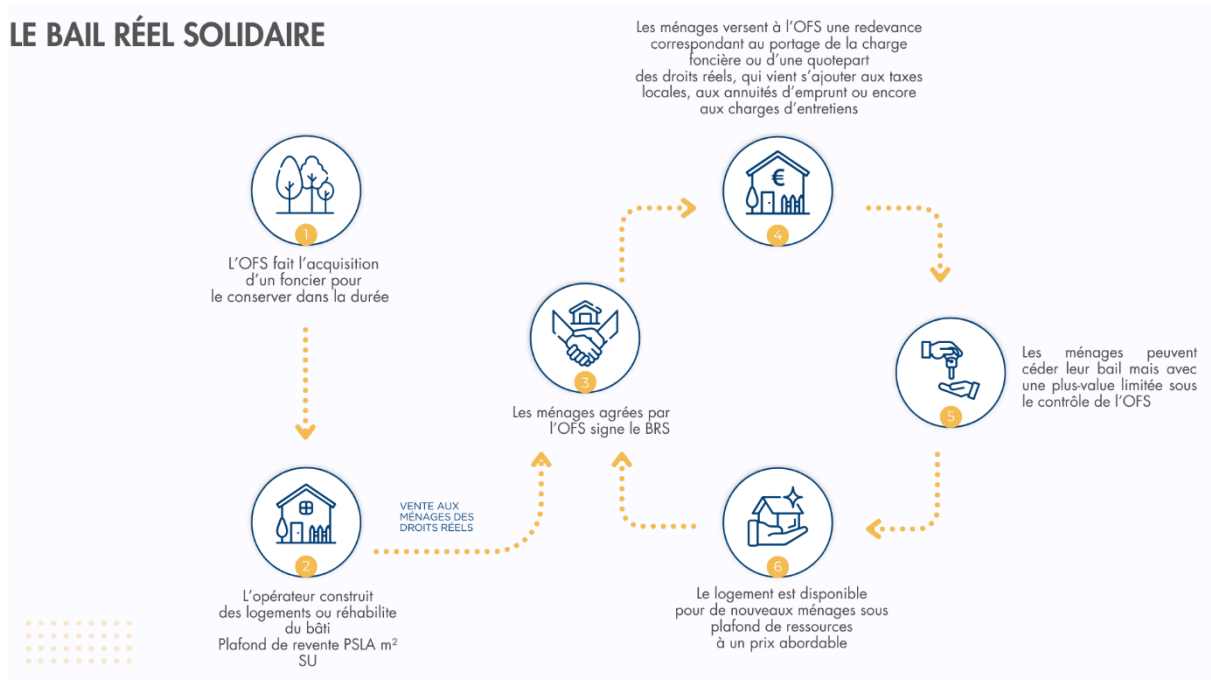 LE BAIL RÉEL SOLIDAIRE
Les ménages versent à l'OFS une redevance
correspondant au portage de la charge
foncière ou d'une quotepart
des droits réels, qui vient s'ajouter aux taxes
locales, aux annuités d'emprunt ou encore
aux charges d'entretiens
1
L'OFS fait l'acquisition
d'un foncier pour
le conserver dans la durée
2
L'opérateur construit
des logements ou réhabilite
du bâti
Plafond de revente PSLA m²
SU
VENTE AUX
MÉNAGES DES
DROITS RÉELS
3
Les ménages agrées par
l'OFS signe le BRS
€
4
5
Les ménages peuvent
céder leur bail mais avec
une plus-value limitée sous
le contrôle de l'OFS
6
Le logement est disponible
pour de nouveaux ménages sous
plafond de ressources
à un prix abordable